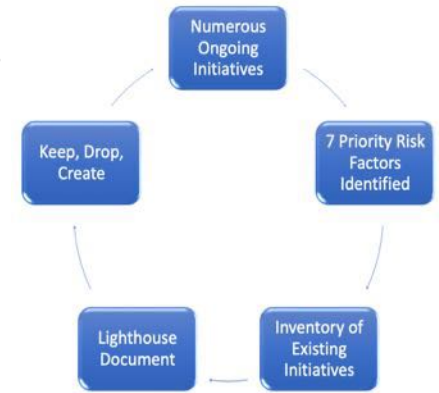 Numerous
Ongoing
Initiatives
7 Priority Risk
Factors
Identified
Inventory of
Existing
Initiatives
Lighthouse
Document
Keep, Drop,
Create